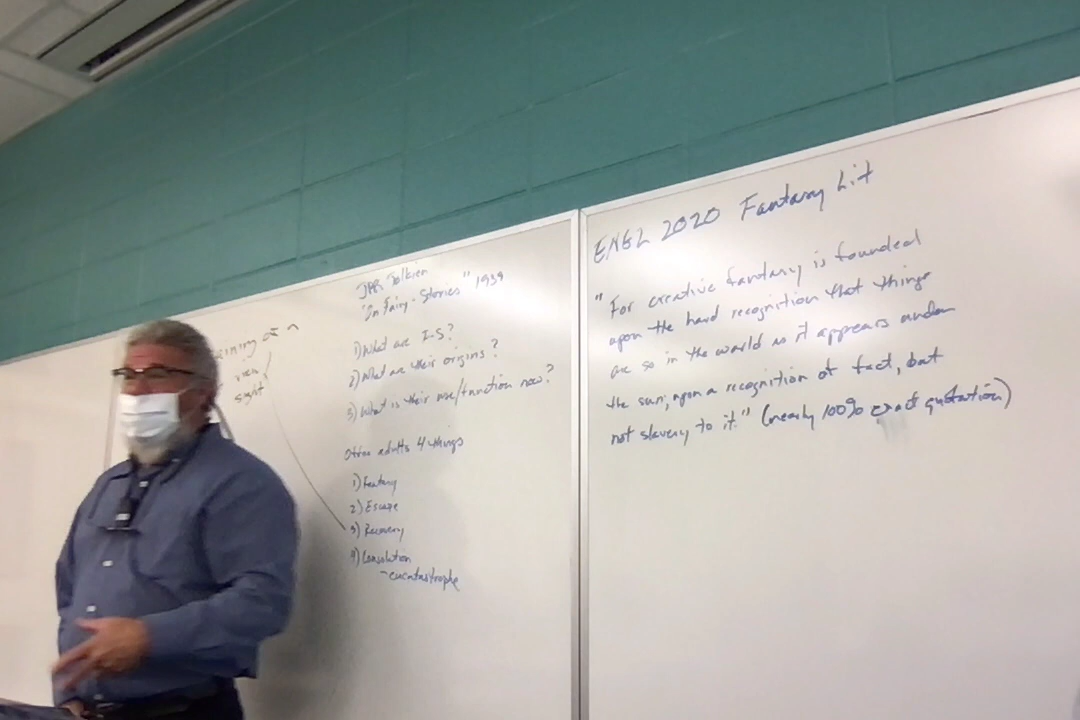 JRR Tolkien
"On Fairy-Stories" 1939
1) What are F-S?
2) What are their origins?
3) What is their use/function now?
Offer adults 4 things
1) Fantasy
2) Escape
3) Recovery
4) Consolation
- eucatastrophe
aining of a
view
sight
ENGL 2020 Fantasy Lit
"For creative fantasy is founded
upon the hard recognition that things
are so in the world as it appears under
the sun; upon a recognition of fact, but
not slavery to it." (nearly 100% exact quotation)